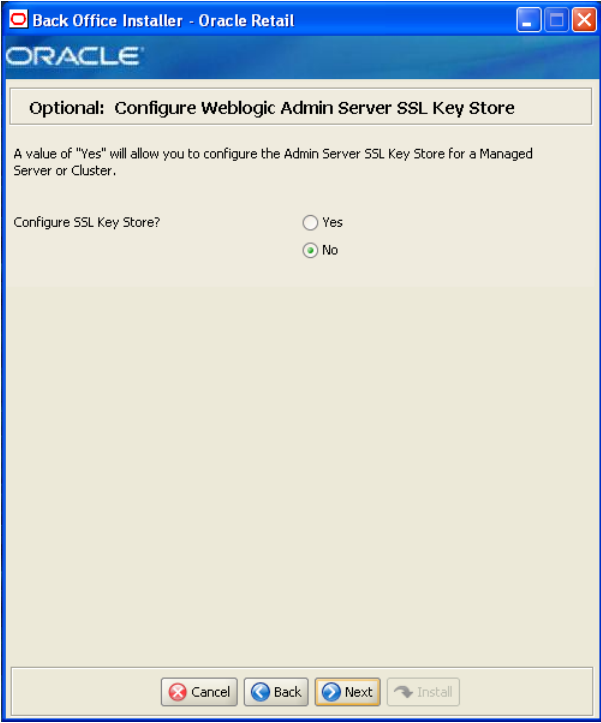 Back Office Installer - Oracle Retail
ORACLE
Optional: Configure Weblogic Admin Server SSL Key Store
A value of "Yes" will allow you to configure the Admin Server SSL Key Store for a Managed
Server or Cluster.
Configure SSL Key Store?
Yes
No
Cancel
Back
Next
Install